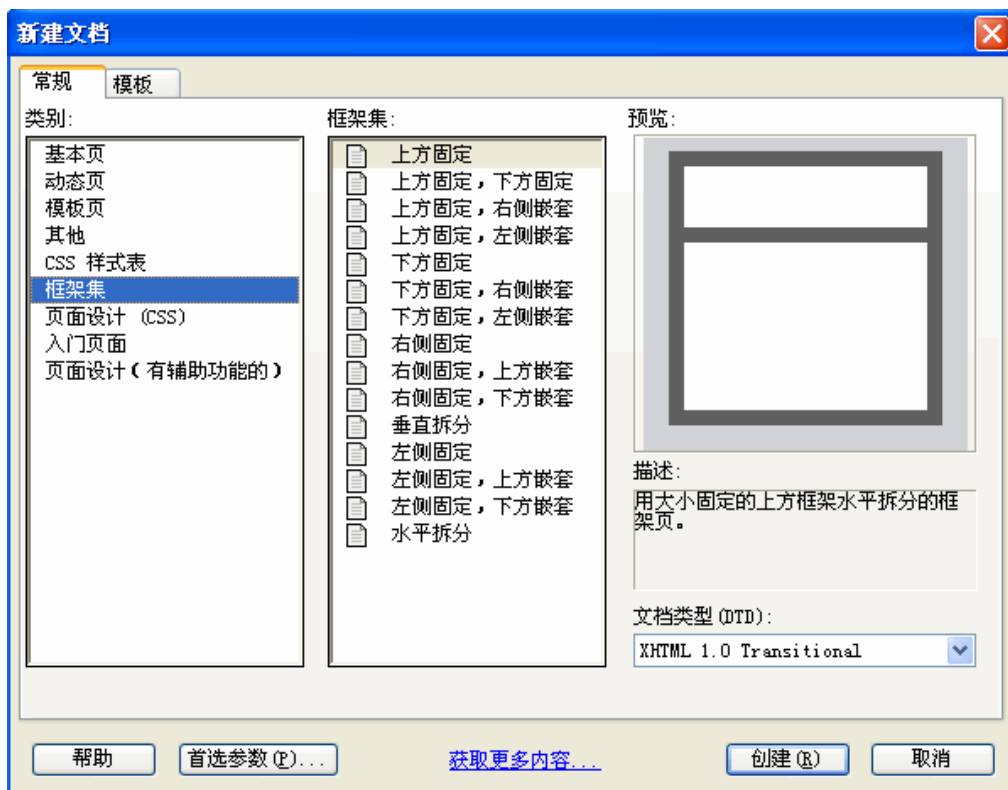 新建文档
常规
模板
类别:
基本页
动态页
模板页
其他
CSS 样式表
框架集
页面设计 (CSS)
入门页面
页面设计(有辅助功能的)
框架集:
上方固定
上方固定,下方固定
上方固定,右侧嵌套
上方固定,左侧嵌套
下方固定
下方固定,右侧嵌套
下方固定,左侧嵌套
右侧固定
右侧固定,上方嵌套
右侧固定,下方嵌套
垂直拆分
左侧固定
左侧固定,上方嵌套
左侧固定,下方嵌套
水平拆分
预览:
描述:
用大小固定的上方框架水平拆分的框
架页。
文档类型(DTD):
XHTML 1.0 Transitional
帮助
首选参数(P)...
获取更多内容...
创建(R)
取消